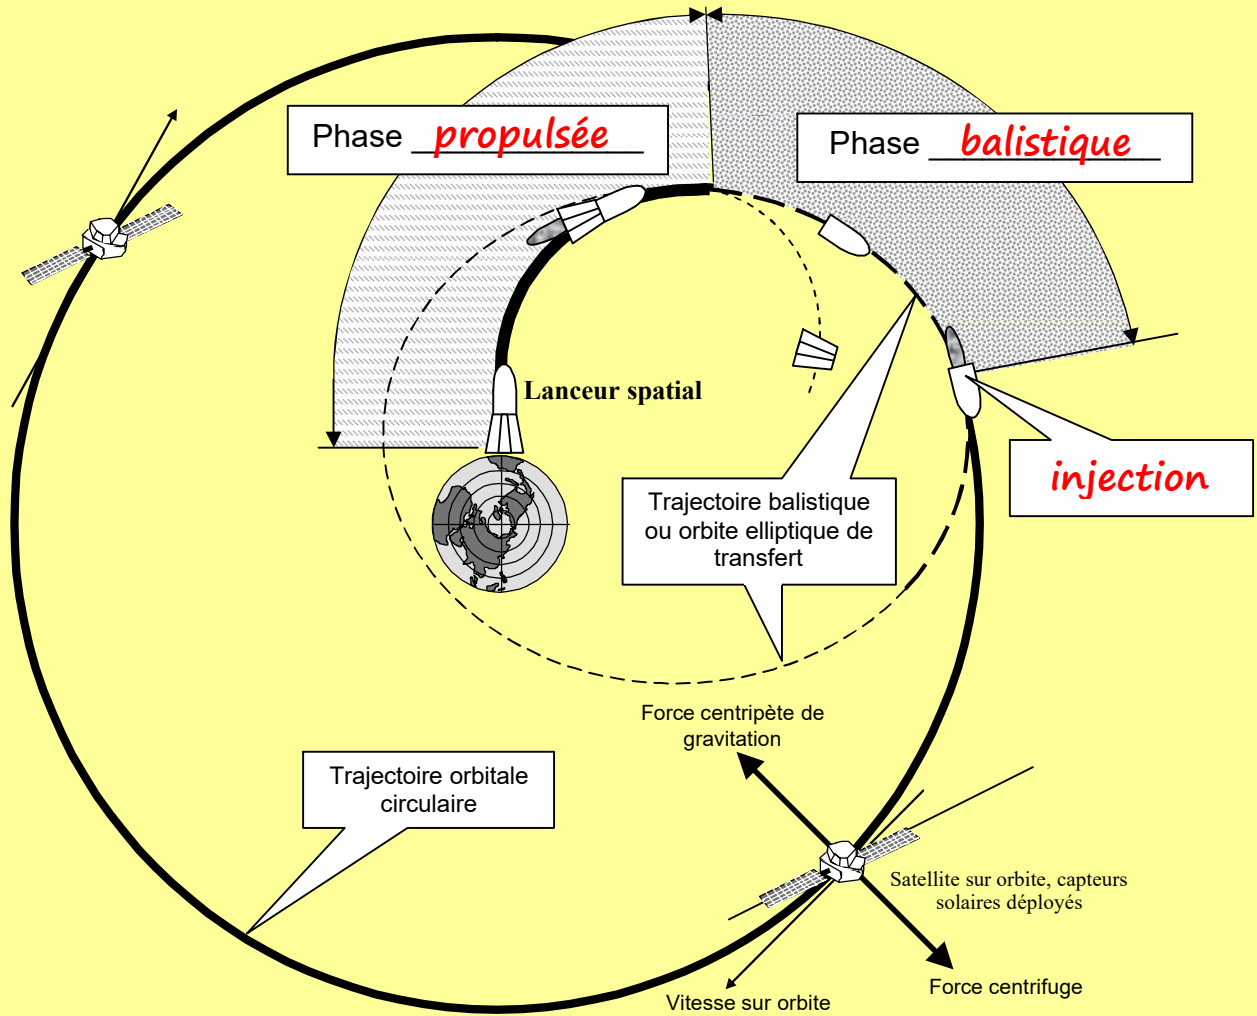 Phase propulsée
Phase balistique
Lanceur spatial
injection
Trajectoire balistique
ou orbite elliptique de
transfert
Force centripète de
gravitation
Trajectoire orbitale
circulaire
Satellite sur orbite, capteurs
solaires déployés
Force centrifuge
Vitesse sur orbite